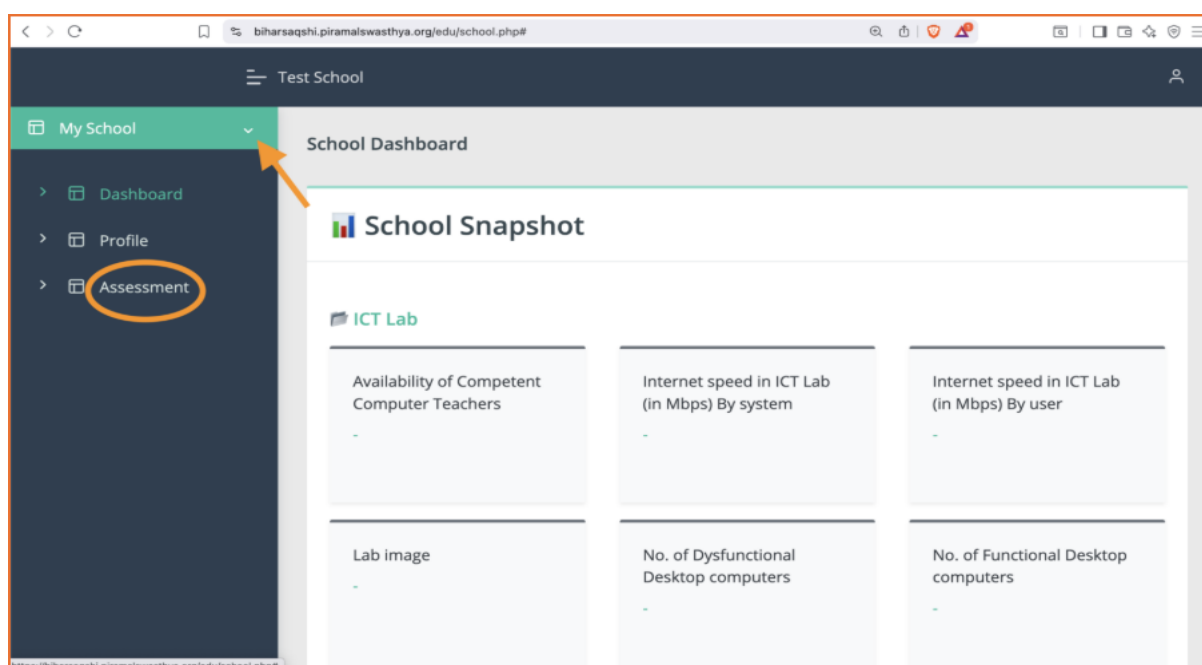 biharsaqshi.piramalswasthya.org/edu/school.php#
Test School
My School
Dashboard
Profile
Assessment
School Dashboard
School Snapshot
ICT Lab
Availability of Competent
Computer Teachers
-
Internet speed in ICT Lab
(in Mbps) By system
-
Internet speed in ICT Lab
(in Mbps) By user
-
Lab image
-
No. of Dysfunctional
Desktop computers
-
No. of Functional Desktop
computers
-